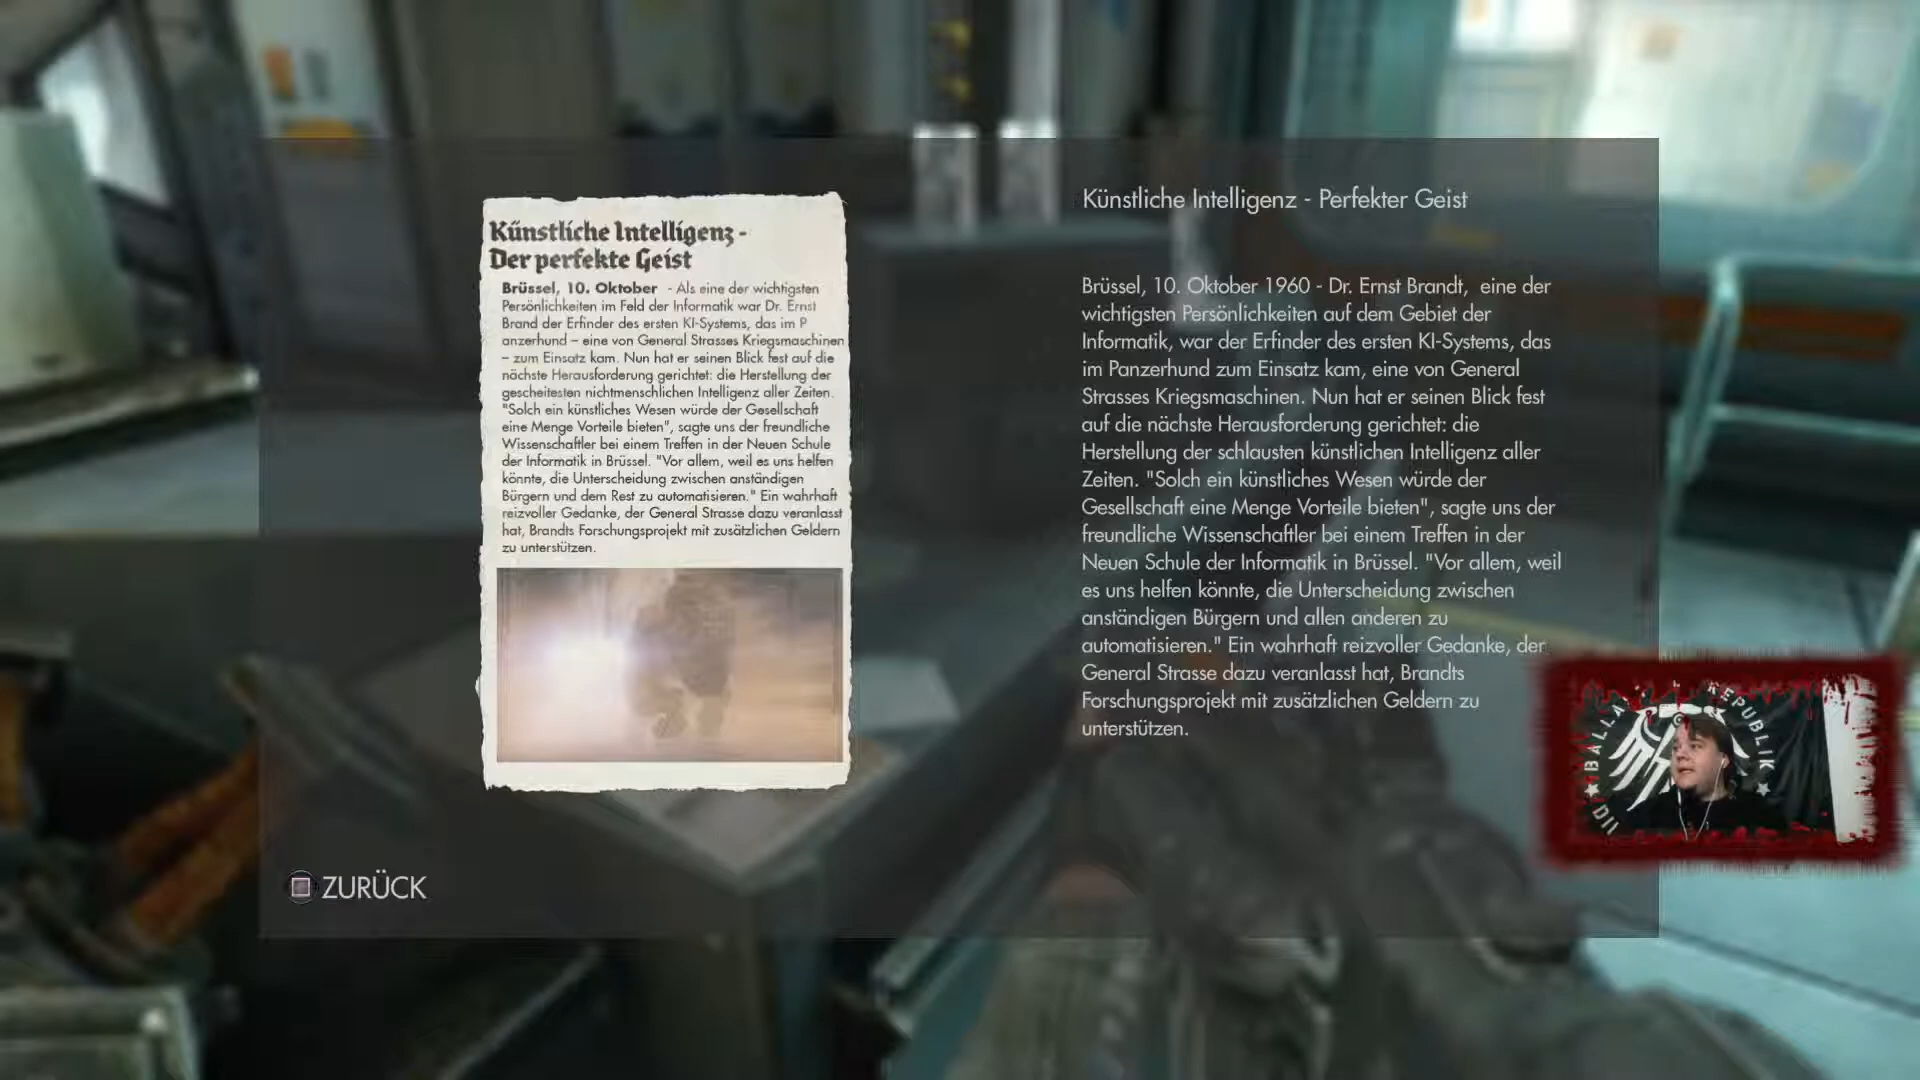 Künstliche Intelligenz -
Der perfekte Geist
Brüssel, 10. Oktober - Als eine der wichtigsten
Persönlichkeiten im Feld der Informatik war Dr. Ernst
Brand der Erfinder des ersten KI-Systems, das im P
anzerhund – eine von General Strasses Kriegsmaschinen
– zum Einsatz kam. Nun hat er seinen Blick fest auf die
nächste Herausforderung gerichtet: die Herstellung der
gescheitesten nichtmenschlichen Intelligenz aller Zeiten.
"Solch ein künstliches Wesen würde der Gesellschaft
eine Menge Vorteile bieten", sagte uns der freundliche
Wissenschaftler bei einem Treffen in der Neuen Schule
der Informatik in Brüssel. "Vor allem, weil es uns helfen
könnte, die Unterscheidung zwischen anständigen
Bürgern und dem Rest zu automatisieren." Ein wahrhaft
reizvoller Gedanke, der General Strasse dazu veranlasst
hat, Brandts Forschungsprojekt mit zusätzlichen Geldern
zu unterstützen.
Künstliche Intelligenz - Perfekter Geist
Brüssel, 10. Oktober 1960 - Dr. Ernst Brandt, eine der
wichtigsten Persönlichkeiten auf dem Gebiet der
Informatik, war der Erfinder des ersten KI-Systems, das
im Panzerhund zum Einsatz kam, eine von General
Strasses Kriegsmaschinen. Nun hat er seinen Blick fest
auf die nächste Herausforderung gerichtet: die
Herstellung der schlausten künstlichen Intelligenz aller
Zeiten. "Solch ein künstliches Wesen würde der
Gesellschaft eine Menge Vorteile bieten", sagte uns der
freundliche Wissenschaftler bei einem Treffen in der
Neuen Schule der Informatik in Brüssel. "Vor allem, weil
es uns helfen könnte, die Unterscheidung zwischen
anständigen Bürgern und allen anderen zu
automatisieren." Ein wahrhaft reizvoller Gedanke, der
General Strasse dazu veranlasst hat, Brandts
Forschungsprojekt mit zusätzlichen Geldern zu
unterstützen.
ZURÜCK
REPUBLIK